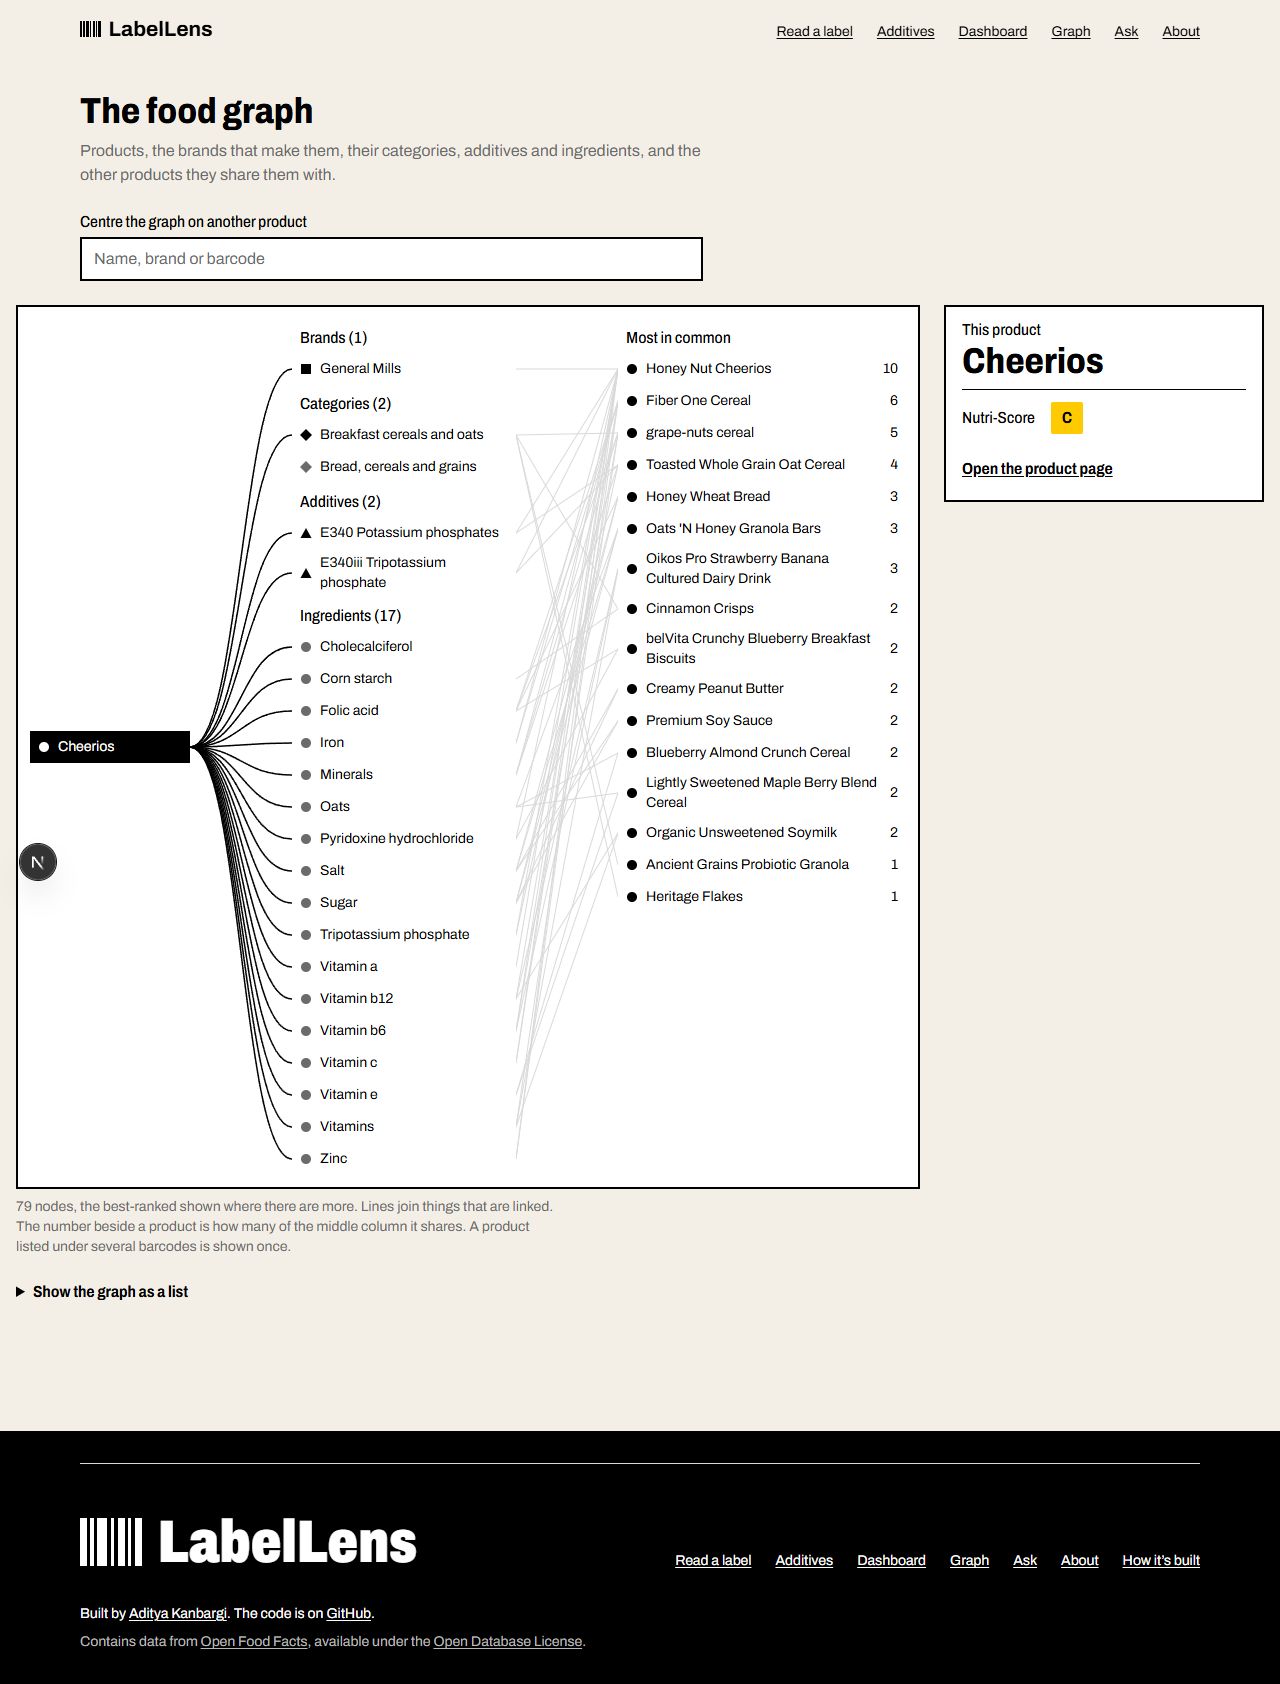 LabelLens
Read a label Additives Dashboard Graph Ask About
The food graph
Products, the brands that make them, their categories, additives and ingredients, and the
other products they share them with.
Centre the graph on another product
Name, brand or barcode
Cheerios
N
Brands (1)
General Mills
Categories (2)
Breakfast cereals and oats
Bread, cereals and grains
Additives (2)
E340 Potassium phosphates
E340iii Tripotassium
phosphate
Ingredients (17)
Cholecalciferol
Corn starch
Folic acid
Iron
Minerals
Oats
Pyridoxine hydrochloride
Salt
Sugar
Tripotassium phosphate
Vitamin a
Vitamin b12
Vitamin b6
Vitamin c
Vitamin e
Vitamins
Zinc
Most in common
Honey Nut Cheerios 10
Fiber One Cereal 6
grape-nuts cereal 5
Toasted Whole Grain Oat Cereal 4
Honey Wheat Bread 3
Oats 'N Honey Granola Bars 3
Oikos Pro Strawberry Banana
Cultured Dairy Drink 3
Cinnamon Crisps 2
belVita Crunchy Blueberry Breakfast
Biscuits 2
Creamy Peanut Butter 2
Premium Soy Sauce 2
Blueberry Almond Crunch Cereal 2
Lightly Sweetened Maple Berry Blend
Cereal 2
Organic Unsweetened Soymilk 2
Ancient Grains Probiotic Granola 1
Heritage Flakes 1
This product
Cheerios
Nutri-Score C
Open the product page
79 nodes, the best-ranked shown where there are more. Lines join things that are linked.
The number beside a product is how many of the middle column it shares. A product
listed under several barcodes is shown once.
Show the graph as a list
LabelLens
Read a label Additives Dashboard Graph Ask About How it's built
Built by Aditya Kanbargi. The code is on GitHub.
Contains data from Open Food Facts, available under the Open Database License.